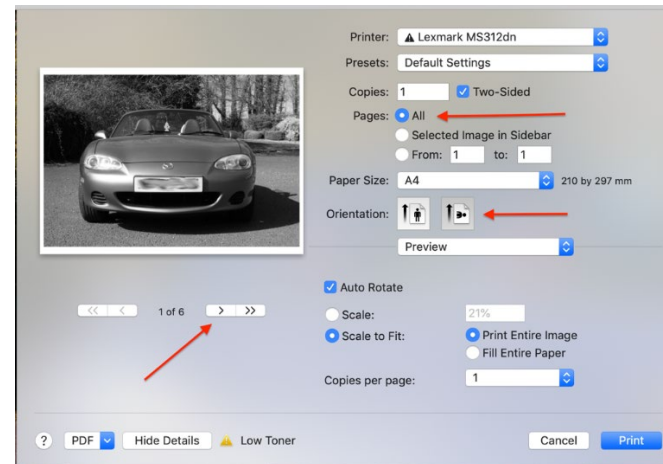 Printer: Lexmark MS312dn
Presets: Default Settings
Copies: 1 Two-Sided
Pages: All
Selected Image in Sidebar
From: 1 to: 1
Paper Size: A4 210 by 297 mm
Orientation:
Preview
Auto Rotate
<< < 1 of 6 > >>
Scale: 21%
Scale to Fit: Print Entire Image
Fill Entire Paper
Copies per page: 1
? PDF Hide Details Low Toner Cancel Print